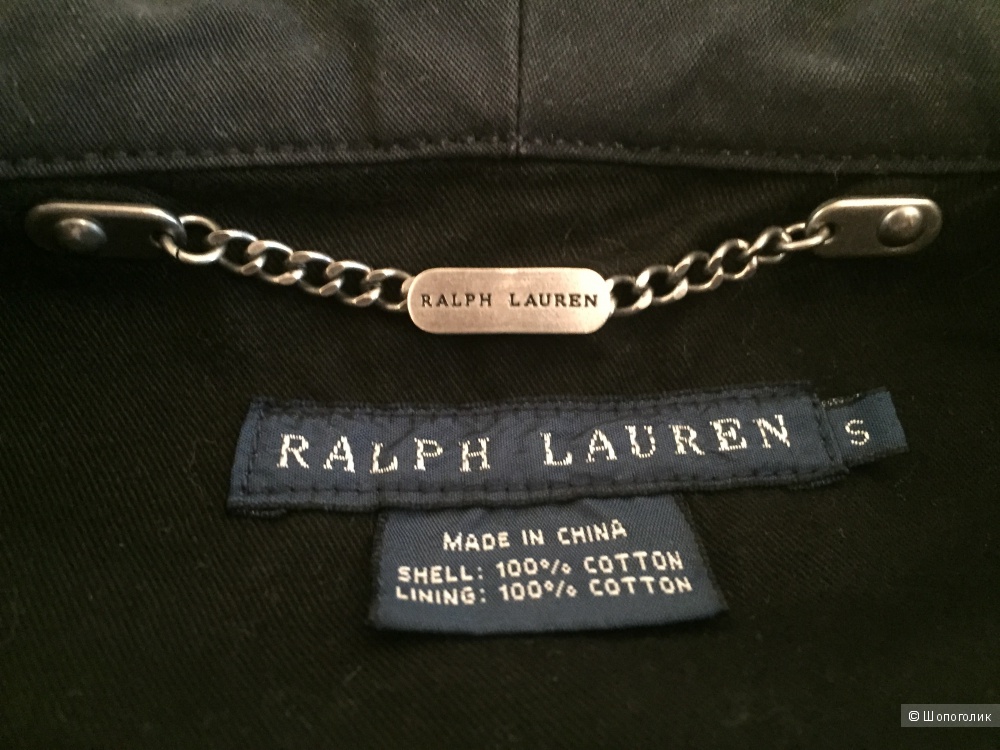 RALPH LAUREN
RALPH LAUREN S
MADE IN CHINA
SHELL: 100% COTTON
LINING: 100% COTTON
© Шопоголик